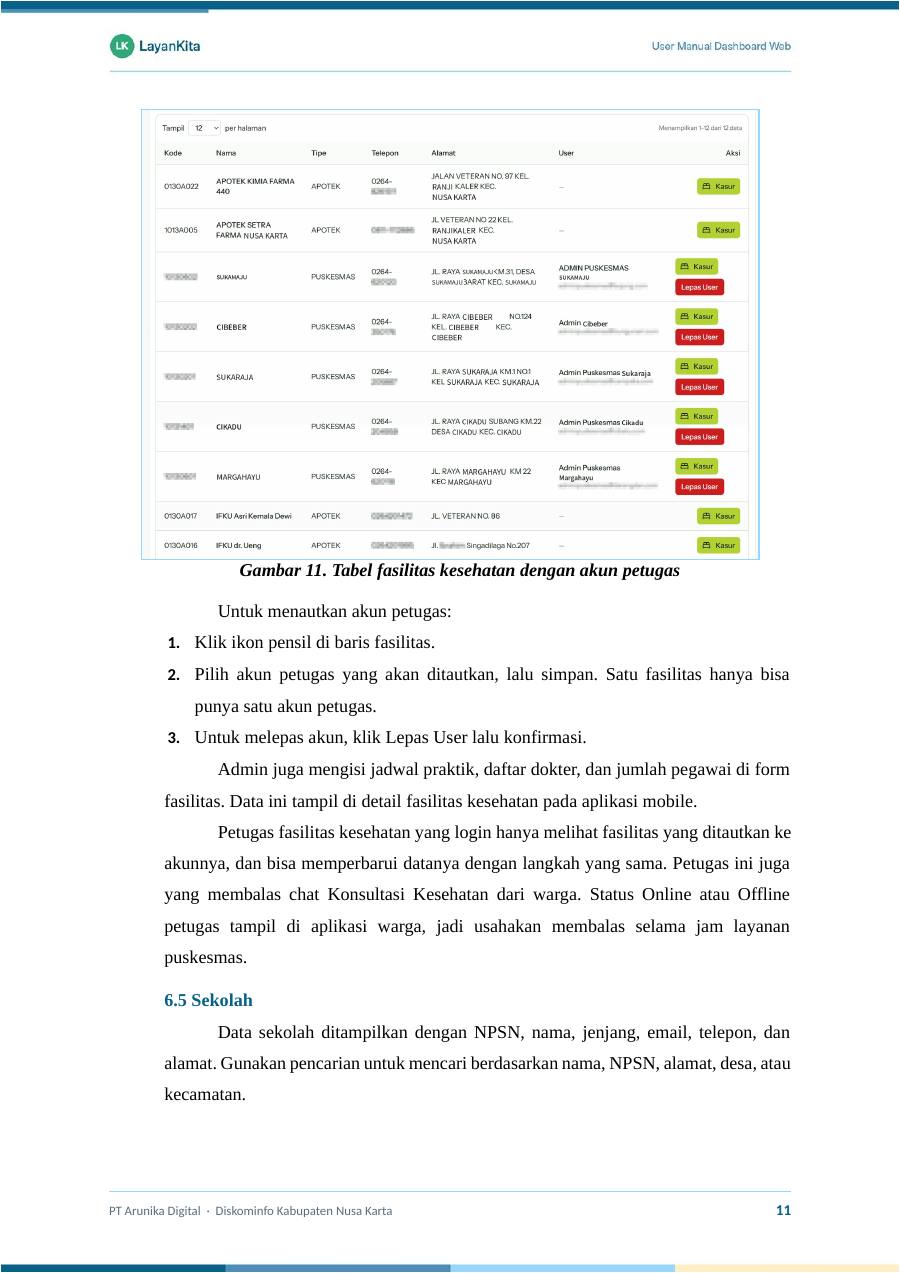 LK LayanKita
User Manual Dashboard Web
Tampil 12 per halaman
Menampilkan 1-12 dari 12 data
Kode Nama Tipe Telepon Alamat User Aksi
0130A022 APOTEK KIMIA FARMA 440 APOTEK 0264- JALAN VETERAN NO. 97 KEL. RANJI KALER KEC. NUSA KARTA – Kasur
1013A005 APOTEK SETRA FARMA NUSA KARTA APOTEK JL VETERAN NO 22 KEL. RANJIKALER KEC. NUSA KARTA – Kasur
SUKAMAJU PUSKESMAS 0264- JL. RAYA SUKAMAJU KM.31, DESA SUKAMAJU BARAT KEC. SUKAMAJU ADMIN PUSKESMAS SUKAMAJU Kasur Lepas User
CIBEBER PUSKESMAS 0264- JL. RAYA CIBEBER NO.124 KEL. CIBEBER KEC. CIBEBER Admin Cibeber Kasur Lepas User
SUKARAJA PUSKESMAS 0264- JL. RAYA SUKARAJA KM.1 NO.1 KEL SUKARAJA KEC. SUKARAJA Admin Puskesmas Sukaraja Kasur Lepas User
CIKADU PUSKESMAS 0264- JL. RAYA CIKADU SUBANG KM.22 DESA CIKADU KEC. CIKADU Admin Puskesmas Cikadu Kasur Lepas User
MARGAHAYU PUSKESMAS 0264- JL. RAYA MARGAHAYU KM 22 KEC MARGAHAYU Admin Puskesmas Margahayu Kasur Lepas User
0130A017 IFKU Asri Kemala Dewi APOTEK JL. VETERAN NO. 86 – Kasur
0130A016 IFKU dr. Ueng APOTEK Jl. Singadilaga No.207 – Kasur
Gambar 11. Tabel fasilitas kesehatan dengan akun petugas
Untuk menautkan akun petugas:
1. Klik ikon pensil di baris fasilitas.
2. Pilih akun petugas yang akan ditautkan, lalu simpan. Satu fasilitas hanya bisa
punya satu akun petugas.
3. Untuk melepas akun, klik Lepas User lalu konfirmasi.
Admin juga mengisi jadwal praktik, daftar dokter, dan jumlah pegawai di form
fasilitas. Data ini tampil di detail fasilitas kesehatan pada aplikasi mobile.
Petugas fasilitas kesehatan yang login hanya melihat fasilitas yang ditautkan ke
akunnya, dan bisa memperbarui datanya dengan langkah yang sama. Petugas ini juga
yang membalas chat Konsultasi Kesehatan dari warga. Status Online atau Offline
petugas tampil di aplikasi warga, jadi usahakan membalas selama jam layanan
puskesmas.
6.5 Sekolah
Data sekolah ditampilkan dengan NPSN, nama, jenjang, email, telepon, dan
alamat. Gunakan pencarian untuk mencari berdasarkan nama, NPSN, alamat, desa, atau
kecamatan.
PT Arunika Digital · Diskominfo Kabupaten Nusa Karta
11